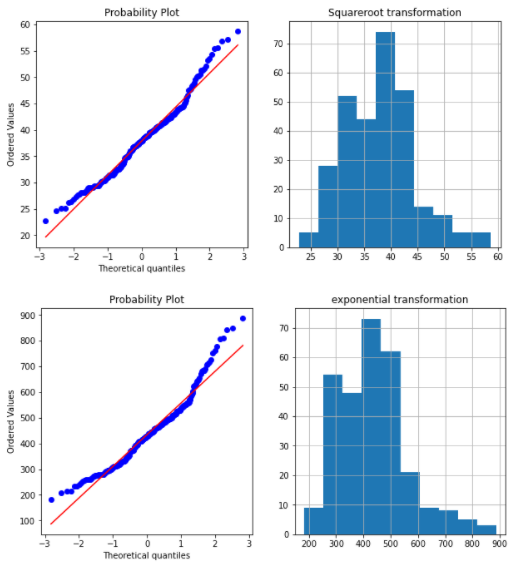 Probability Plot
Squareroot transformation
60
55
50
45
40
35
30
25
20
Ordered Values
−3 −2 −1 0 1 2 3
Theoretical quantiles
70
60
50
40
30
20
10
0
25 30 35 40 45 50 55 60
Probability Plot
exponential transformation
900
800
700
600
500
400
300
200
100
Ordered Values
−3 −2 −1 0 1 2 3
Theoretical quantiles
70
60
50
40
30
20
10
0
200 300 400 500 600 700 800 900